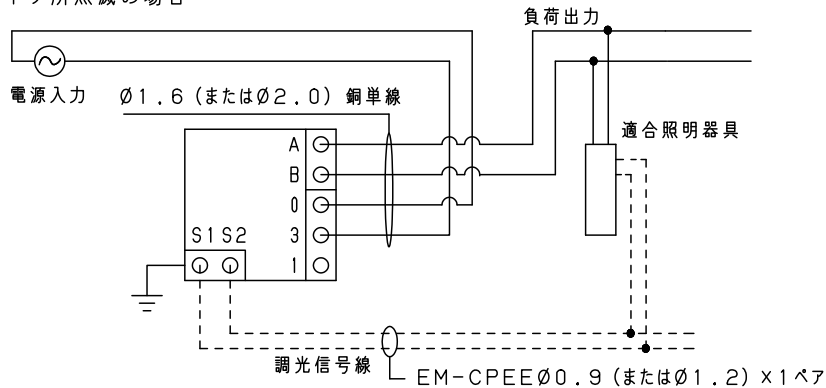 負荷出力
電源入力
Ø1.6 (またはØ2.0) 銅単線
適合照明器具
A
B
0
S1 S2
3
1
調光信号線
EM-CPEEØ0.9 (またはØ1.2) ×1ペア